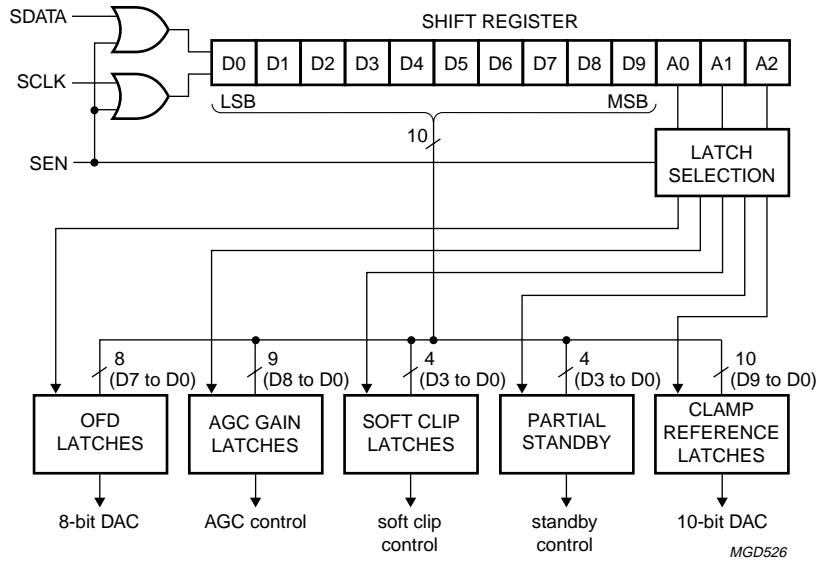 SDATA
SHIFT REGISTER
D0 D1 D2 D3 D4 D5 D6 D7 D8 D9 A0 A1 A2
SCLK
LSB MSB
10
SEN
LATCH
SELECTION
8
(D7 to D0)
9
(D8 to D0)
4
(D3 to D0)
4
(D3 to D0)
10
(D9 to D0)
OFD
LATCHES
AGC GAIN
LATCHES
SOFT CLIP
LATCHES
PARTIAL
STANDBY
CLAMP
REFERENCE
LATCHES
8-bit DAC
AGC control
soft clip
control
standby
control
10-bit DAC
MGD526